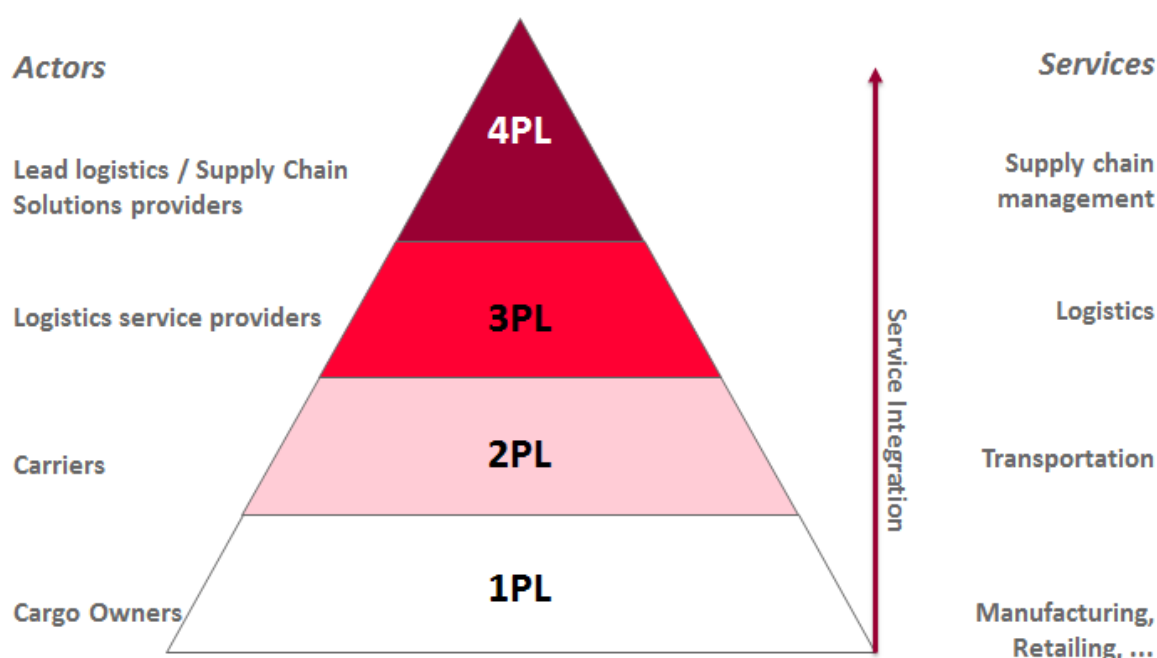 Actors
Services
4PL
Lead logistics / Supply Chain
Solutions providers
Supply chain
management
Logistics service providers
3PL
Logistics
Service Integration
Carriers
2PL
Transportation
Cargo Owners
1PL
Manufacturing,
Retailing, ...